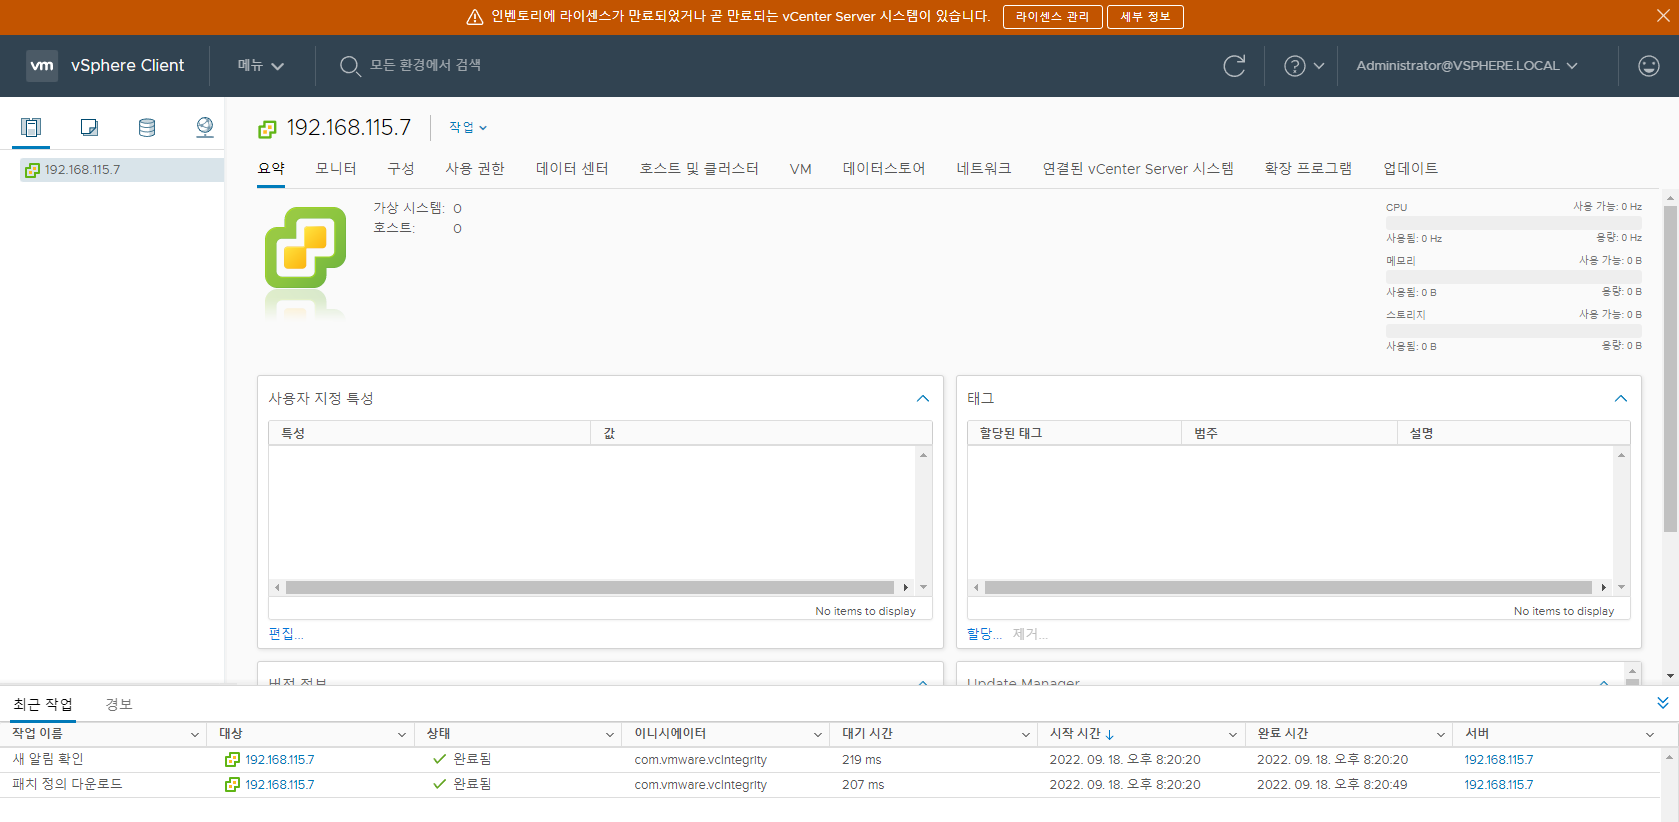 인벤토리에 라이센스가 만료되었거나 곧 만료되는 vCenter Server 시스템이 있습니다. 라이센스 관리 세부 정보
vm vSphere Client 메뉴 모든 환경에서 검색 Administrator@VSPHERE.LOCAL
192.168.115.7
192.168.115.7 작업
요약 모니터 구성 사용 권한 데이터 센터 호스트 및 클러스터 VM 데이터스토어 네트워크 연결된 vCenter Server 시스템 확장 프로그램 업데이트
가상 시스템: 0
호스트: 0
CPU 사용 가능: 0 Hz
사용됨: 0 Hz 용량: 0 Hz
메모리 사용 가능: 0 B
사용됨: 0 B 용량: 0 B
스토리지 사용 가능: 0 B
사용됨: 0 B 용량: 0 B
사용자 지정 특성
특성 값
No items to display
편집...
태그
할당된 태그 범주 설명
No items to display
할당... 제거...
버전 정보
Update Manager
최근 작업 경보
작업 이름 대상 상태 이니시에이터 대기 시간 시작 시간 완료 시간 서버
새 알림 확인 192.168.115.7 완료됨 com.vmware.vcIntegrity 219 ms 2022. 09. 18. 오후 8:20:20 2022. 09. 18. 오후 8:20:20 192.168.115.7
패치 정의 다운로드 192.168.115.7 완료됨 com.vmware.vcIntegrity 207 ms 2022. 09. 18. 오후 8:20:20 2022. 09. 18. 오후 8:20:49 192.168.115.7